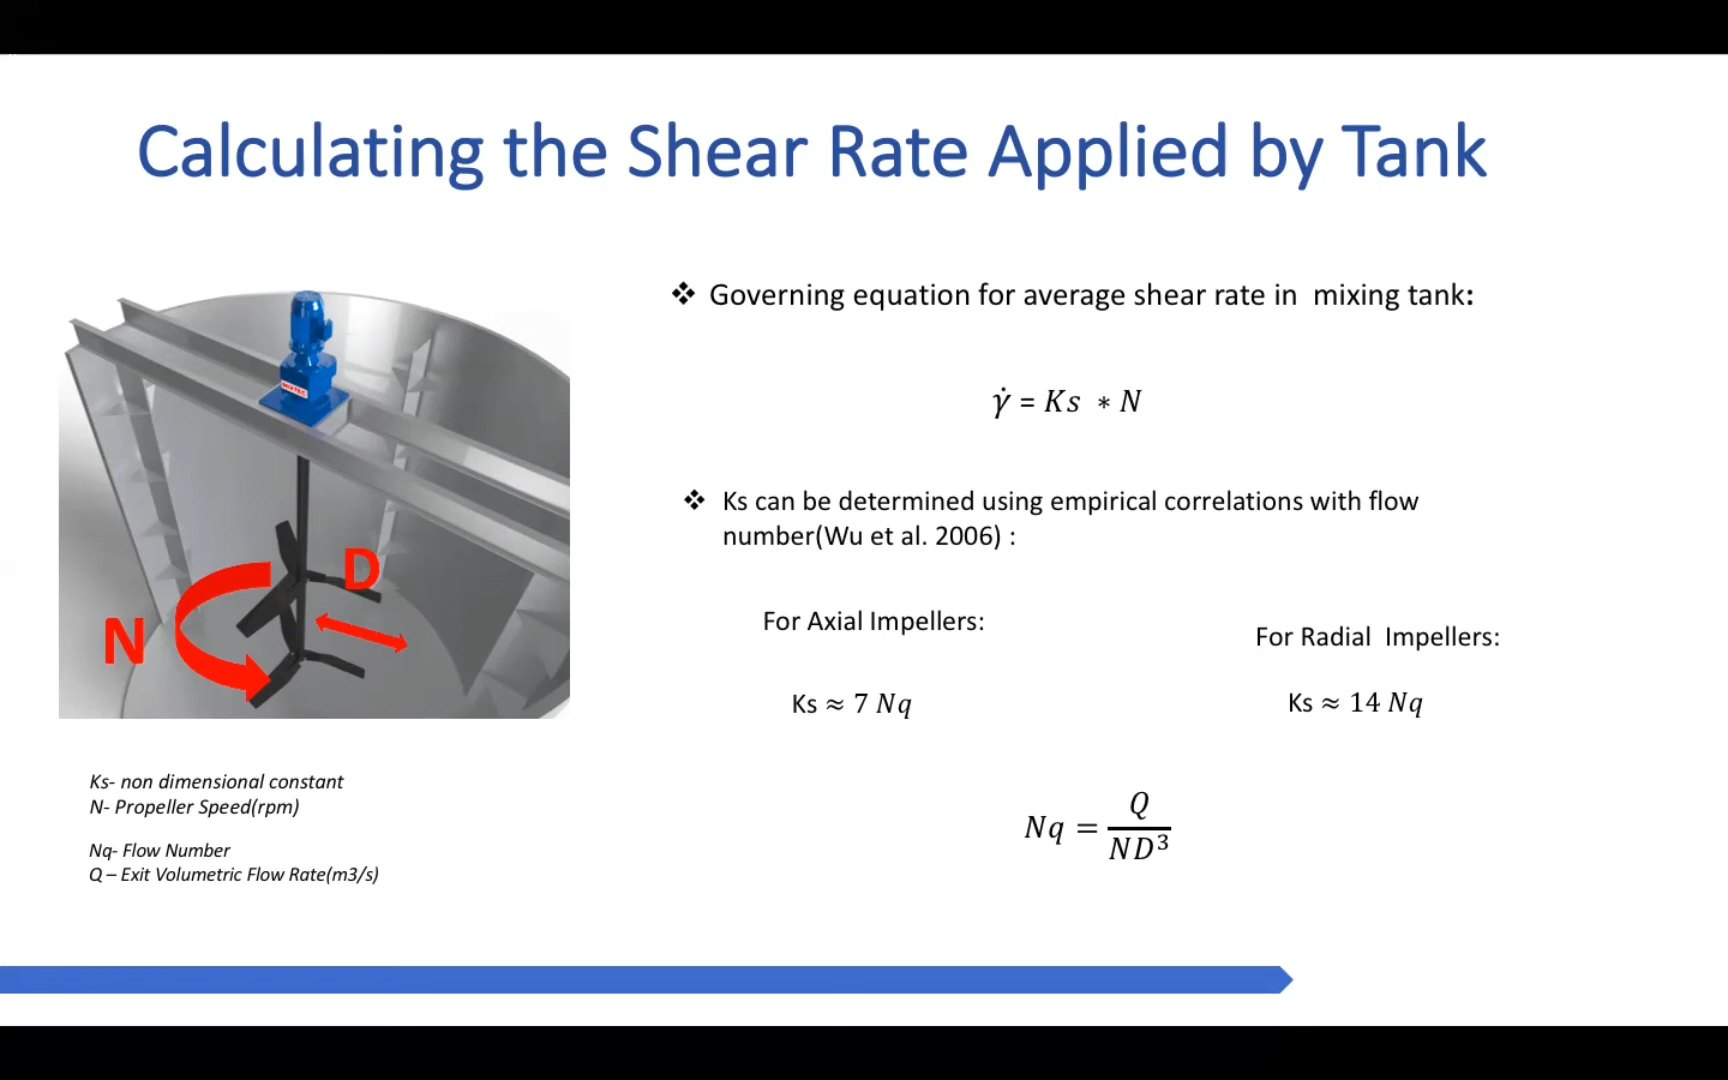 Calculating the Shear Rate Applied by Tank
❖ Governing equation for average shear rate in mixing tank:
γ̇ = Ks ∗ N
❖ Ks can be determined using empirical correlations with flow
number(Wu et al. 2006) :
For Axial Impellers:
For Radial Impellers:
Ks ≈ 7 Nq
Ks ≈ 14 Nq
Nq = Q / ND³
MIXTEC
D
N
Ks- non dimensional constant
N- Propeller Speed(rpm)
Nq- Flow Number
Q – Exit Volumetric Flow Rate(m3/s)